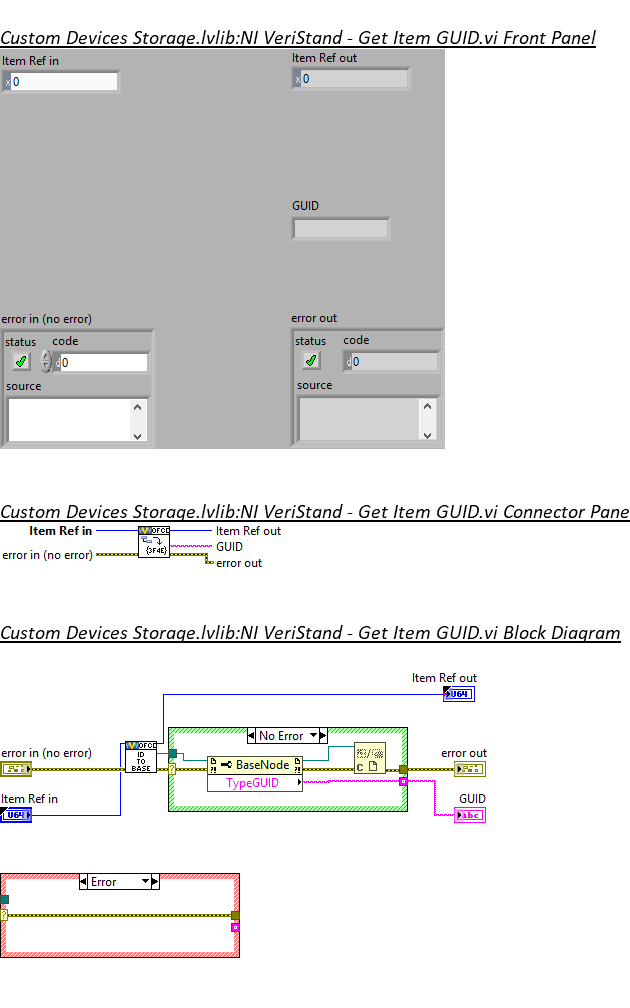 Custom Devices Storage.lvlib:NI VeriStand - Get Item GUID.vi Front Panel
Item Ref in
x 0
Item Ref out
x 0
GUID
error in (no error)
status code
d 0
source
error out
status code
d 0
source
Custom Devices Storage.lvlib:NI VeriStand - Get Item GUID.vi Connector Pane
Item Ref in
error in (no error)
OFCD
{3F4E}
Item Ref out
GUID
error out
Custom Devices Storage.lvlib:NI VeriStand - Get Item GUID.vi Block Diagram
Item Ref out
U64
error in (no error)
Item Ref in
U64
OFCD
ID
TO
BASE
?
No Error
BaseNode
?!
?!
TypeGUID
C
error out
GUID
abc
Error
?